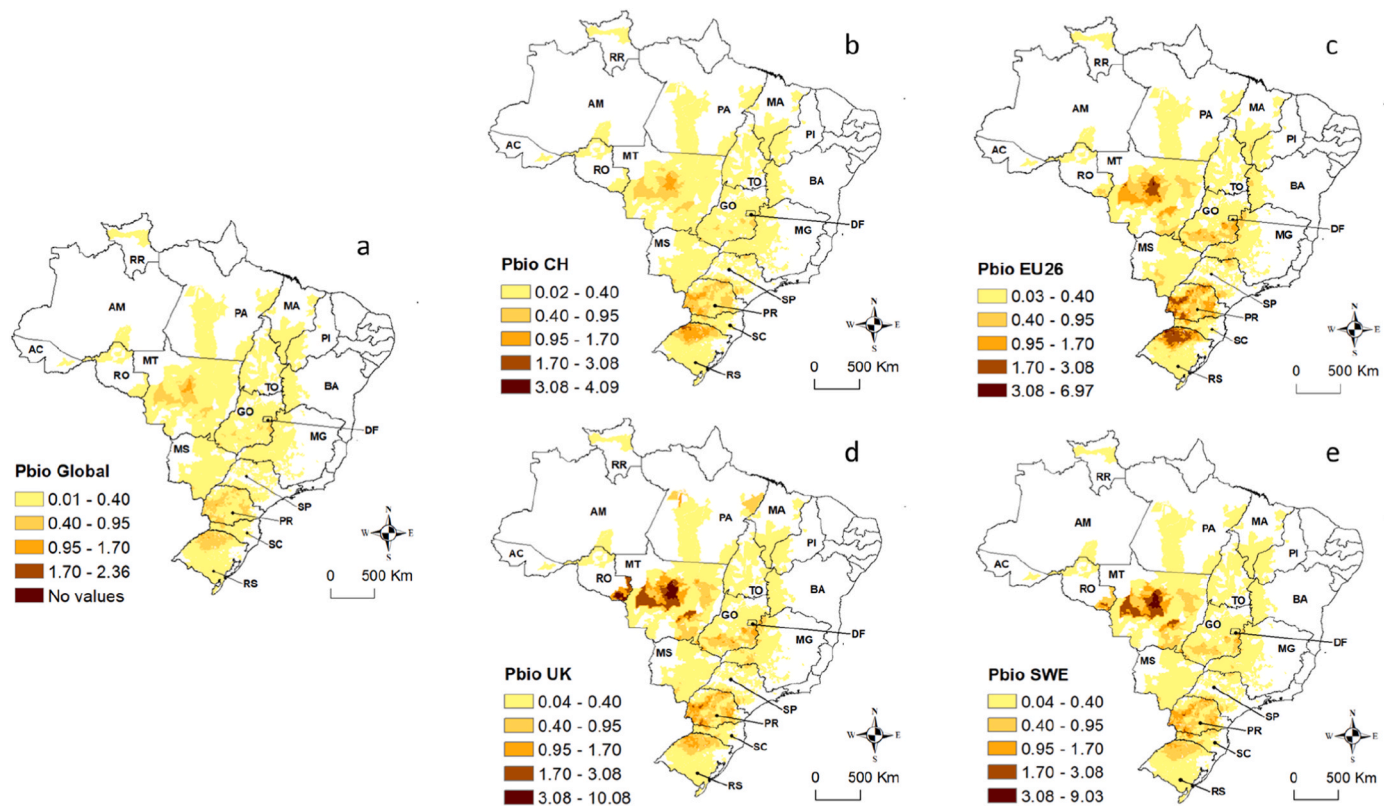 a
RR
AM
PA
MA
AC
PI
MT
RO
TO
BA
GO
DF
MG
MS
SP
PR
SC
RS
Pbio Global
0.01 - 0.40
0.40 - 0.95
0.95 - 1.70
1.70 - 2.36
No values
N
W E
S
0 500 Km
b
RR
AM
PA
MA
PI
AC
MT
RO
TO
BA
GO
DF
MG
MS
SP
PR
SC
RS
Pbio CH
0.02 - 0.40
0.40 - 0.95
0.95 - 1.70
1.70 - 3.08
3.08 - 4.09
N
W E
S
0 500 Km
c
RR
AM
PA
MA
PI
AC
MT
RO
TO
BA
GO
DF
MG
MS
SP
PR
SC
RS
Pbio EU26
0.03 - 0.40
0.40 - 0.95
0.95 - 1.70
1.70 - 3.08
3.08 - 6.97
N
W E
S
0 500 Km
d
RR
AM
PA
MA
PI
AC
MT
RO
TO
BA
GO
DF
MG
MS
SP
PR
SC
RS
Pbio UK
0.04 - 0.40
0.40 - 0.95
0.95 - 1.70
1.70 - 3.08
3.08 - 10.08
N
W E
S
0 500 Km
e
RR
AM
PA
MA
PI
AC
MT
RO
TO
BA
GO
DF
MG
MS
SP
PR
SC
RS
Pbio SWE
0.04 - 0.40
0.40 - 0.95
0.95 - 1.70
1.70 - 3.08
3.08 - 9.03
N
W E
S
0 500 Km